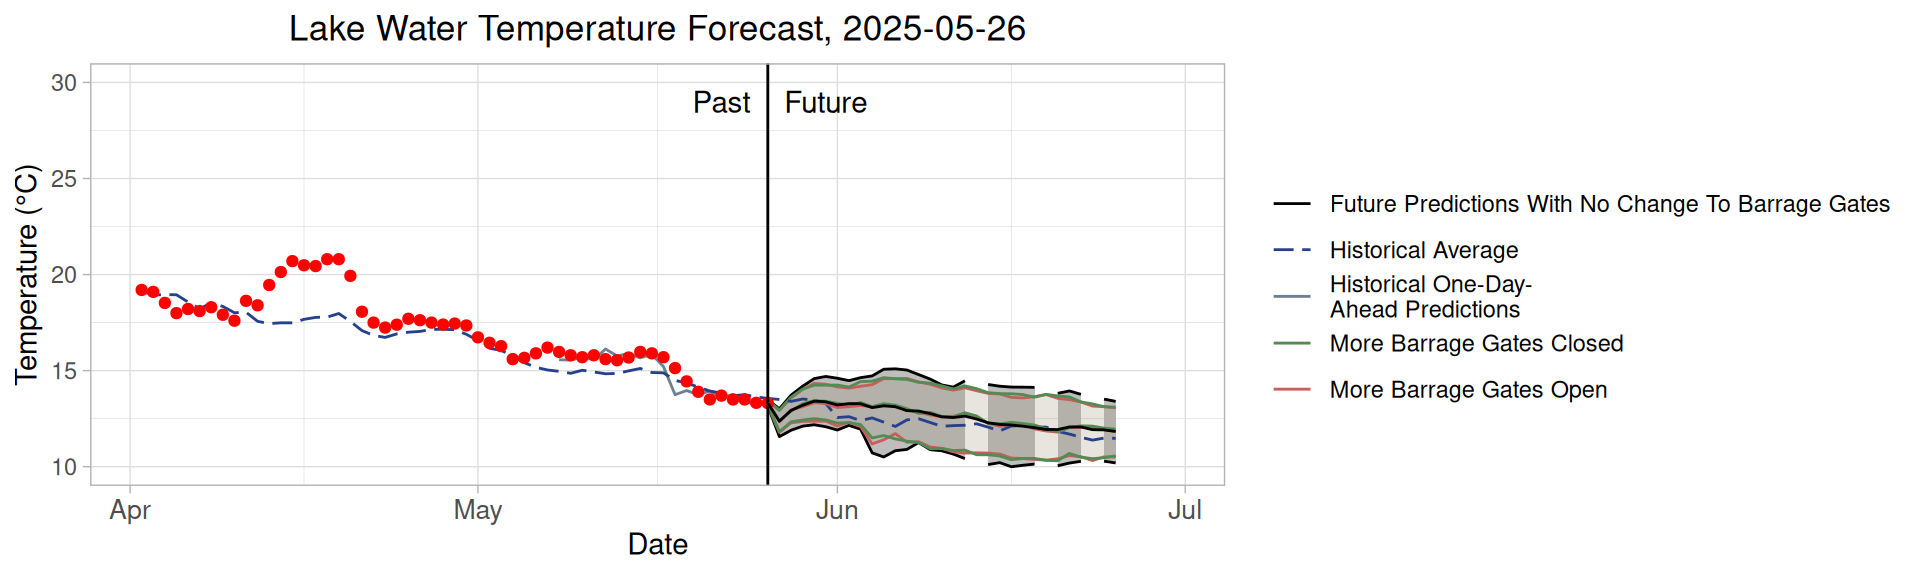 Lake Water Temperature Forecast, 2025-05-26
30
25
20
15
10
Temperature (°C)
Past
Future
Apr
May
Jun
Jul
Date
Future Predictions With No Change To Barrage Gates
Historical Average
Historical One-Day-
Ahead Predictions
More Barrage Gates Closed
More Barrage Gates Open